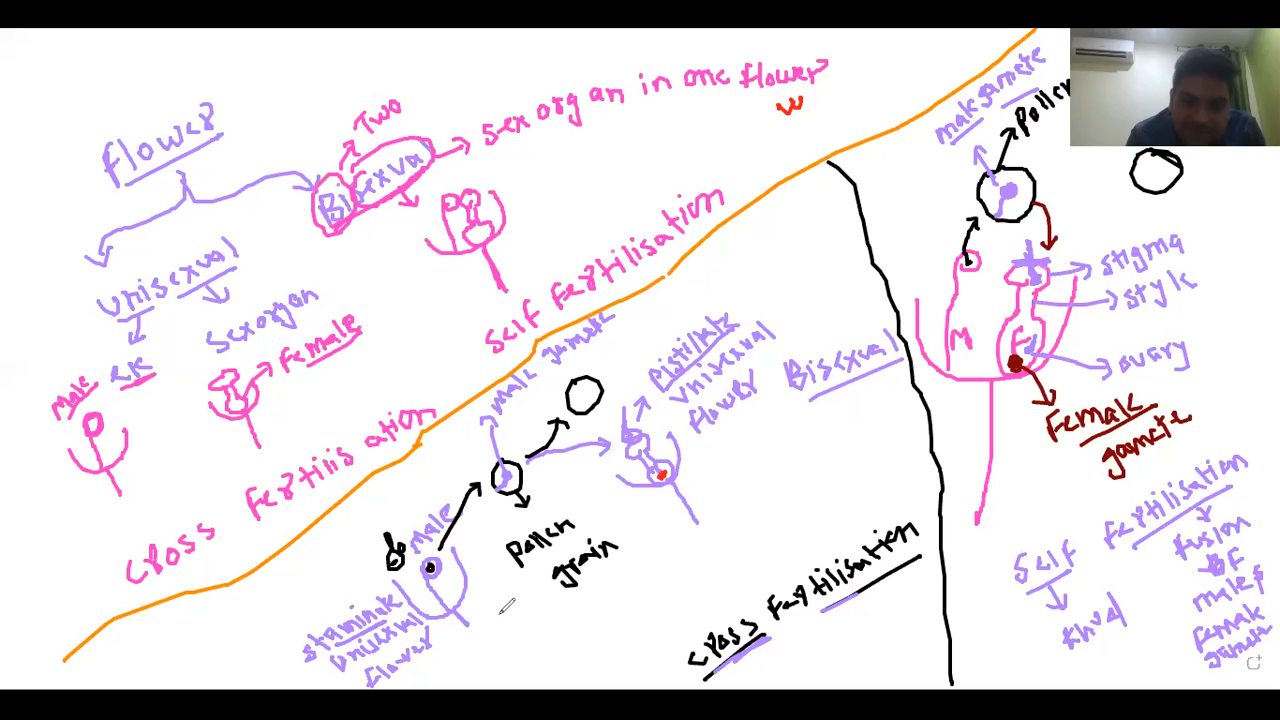 flower
Two
Bisexual
sex organ in one flower
Unisexual
Sex organ
Male
Female
self fertilisation
cross fertilisation
Male gamete
pollen
grain
Pistillate
Unisexual
flower
Bisexual
Male
staminate
Unisexual
flower
cross fertilisation
male gamete
pollen
stigma
style
M
F
ovary
Female
gamete
Self fertilisation
khud
fusion
OF
male &
female
gamete